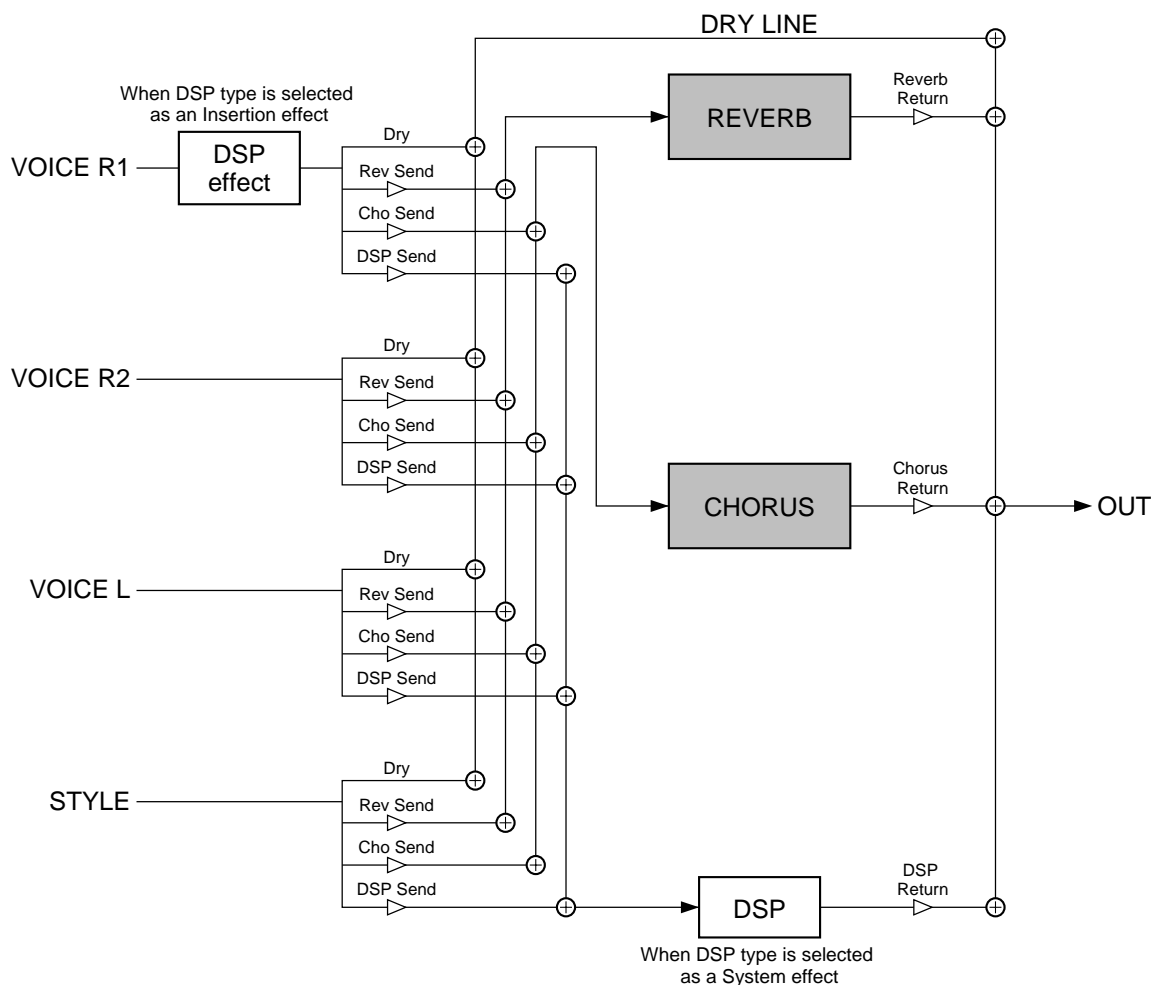 DRY LINE
When DSP type is selected
as an Insertion effect
VOICE R1
DSP
effect
Dry
Rev Send
Cho Send
DSP Send
REVERB
Reverb
Return
VOICE R2
Dry
Rev Send
Cho Send
DSP Send
CHORUS
Chorus
Return
OUT
VOICE L
Dry
Rev Send
Cho Send
DSP Send
STYLE
Dry
Rev Send
Cho Send
DSP Send
DSP
DSP
Return
When DSP type is selected
as a System effect